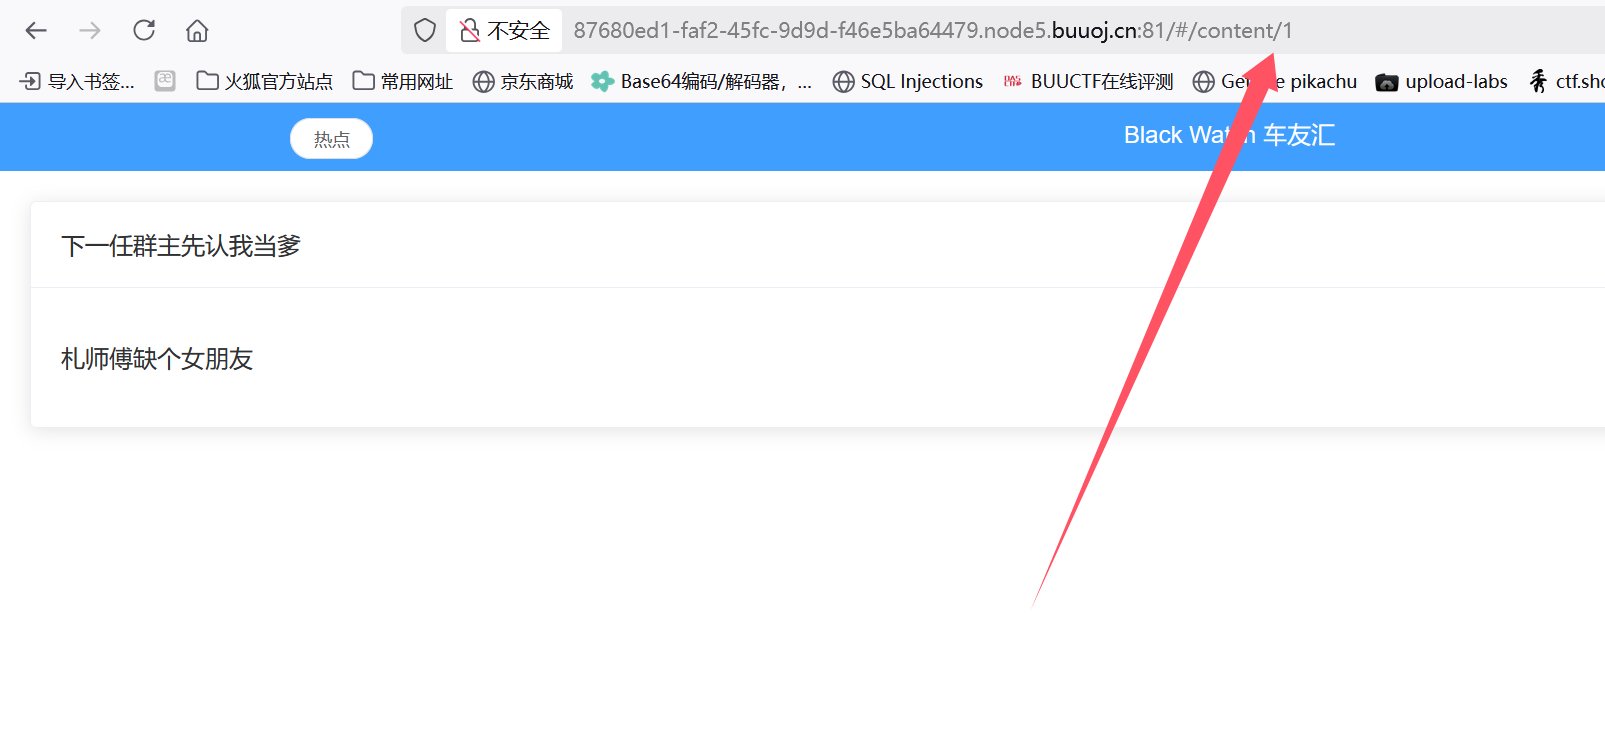 不安全 87680ed1-faf2-45fc-9d9d-f46e5ba64479.node5.buuoj.cn:81/#/content/1
导入书签... 火狐官方站点 常用网址 京东商城 Base64编码/解码器，... SQL Injections BUUCTF在线评测 pikachu upload-labs ctf.sho
热点 Black Watch 车友汇
下一任群主先认我当爹
札师傅缺个女朋友